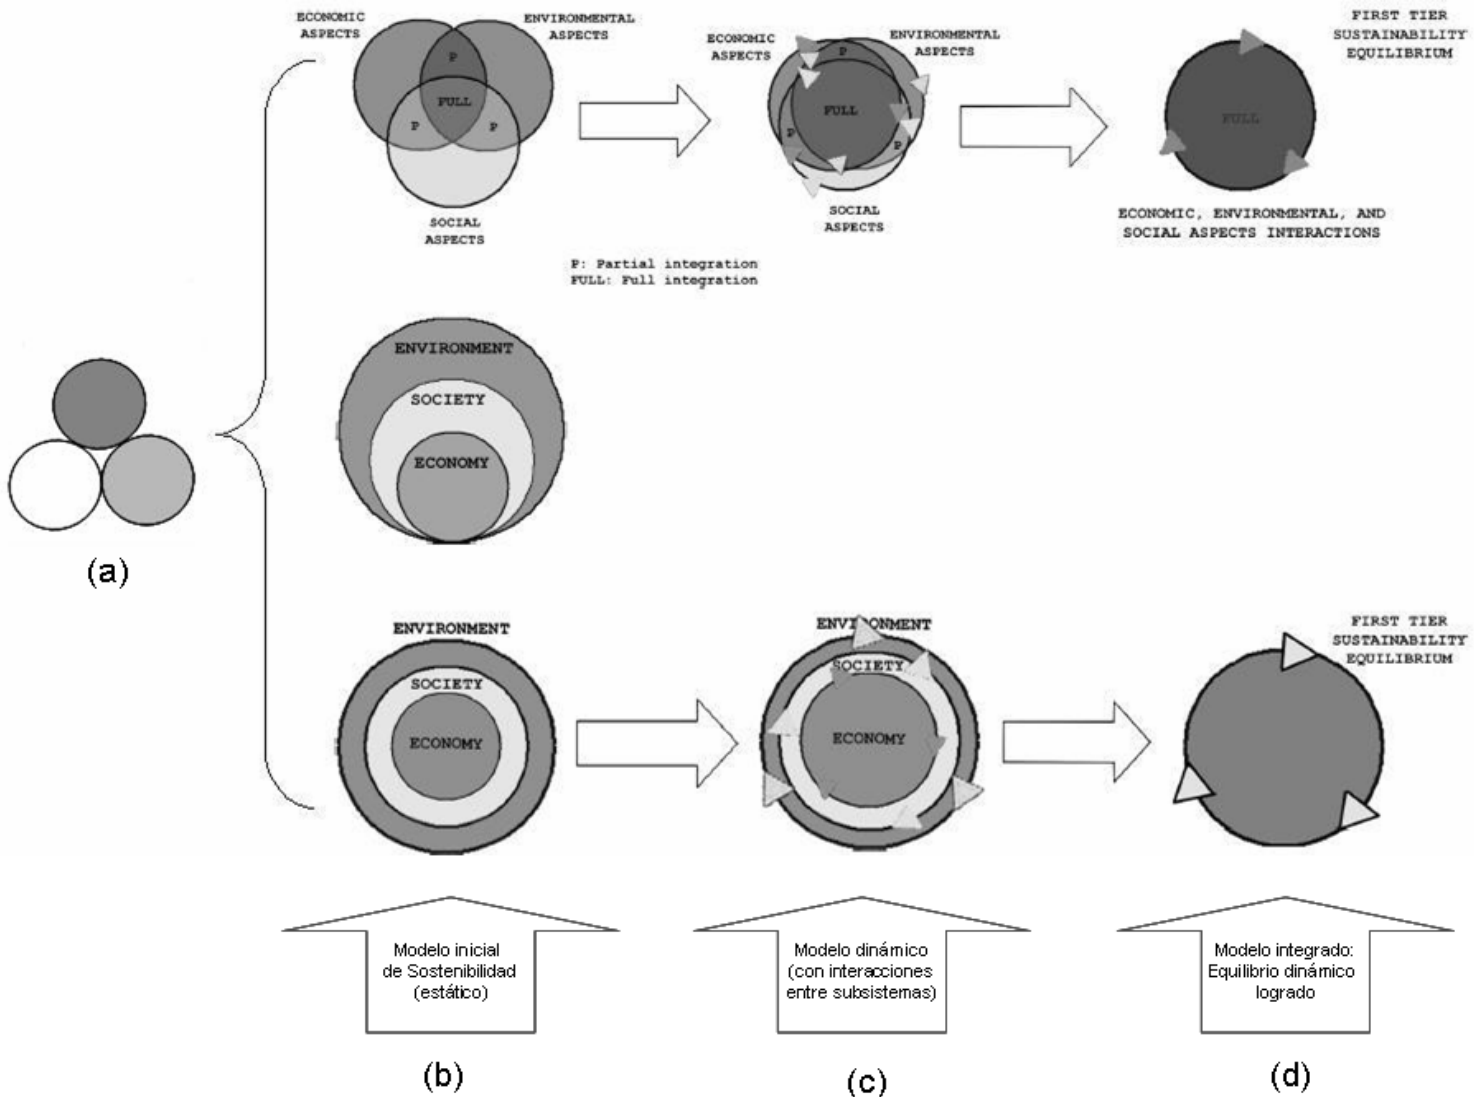 ECONOMIC
ASPECTS
ENVIRONMENTAL
ASPECTS
P
FULL
P
P
SOCIAL
ASPECTS
ECONOMIC
ASPECTS
ENVIRONMENTAL
ASPECTS
P
FULL
P
P
SOCIAL
ASPECTS
FIRST TIER
SUSTAINABILITY
EQUILIBRIUM
FULL
ECONOMIC, ENVIRONMENTAL, AND
SOCIAL ASPECTS INTERACTIONS
P: Partial integration
FULL: Full integration
ENVIRONMENT
SOCIETY
ECONOMY
(a)
ENVIRONMENT
SOCIETY
ECONOMY
ENVIRONMENT
SOCIETY
ECONOMY
FIRST TIER
SUSTAINABILITY
EQUILIBRIUM
Modelo inicial
de Sostenibilidad
(estático)
Modelo dinámico
(con interacciones
entre subsistemas)
Modelo integrado:
Equilibrio dinámico
logrado
(b)
(c)
(d)